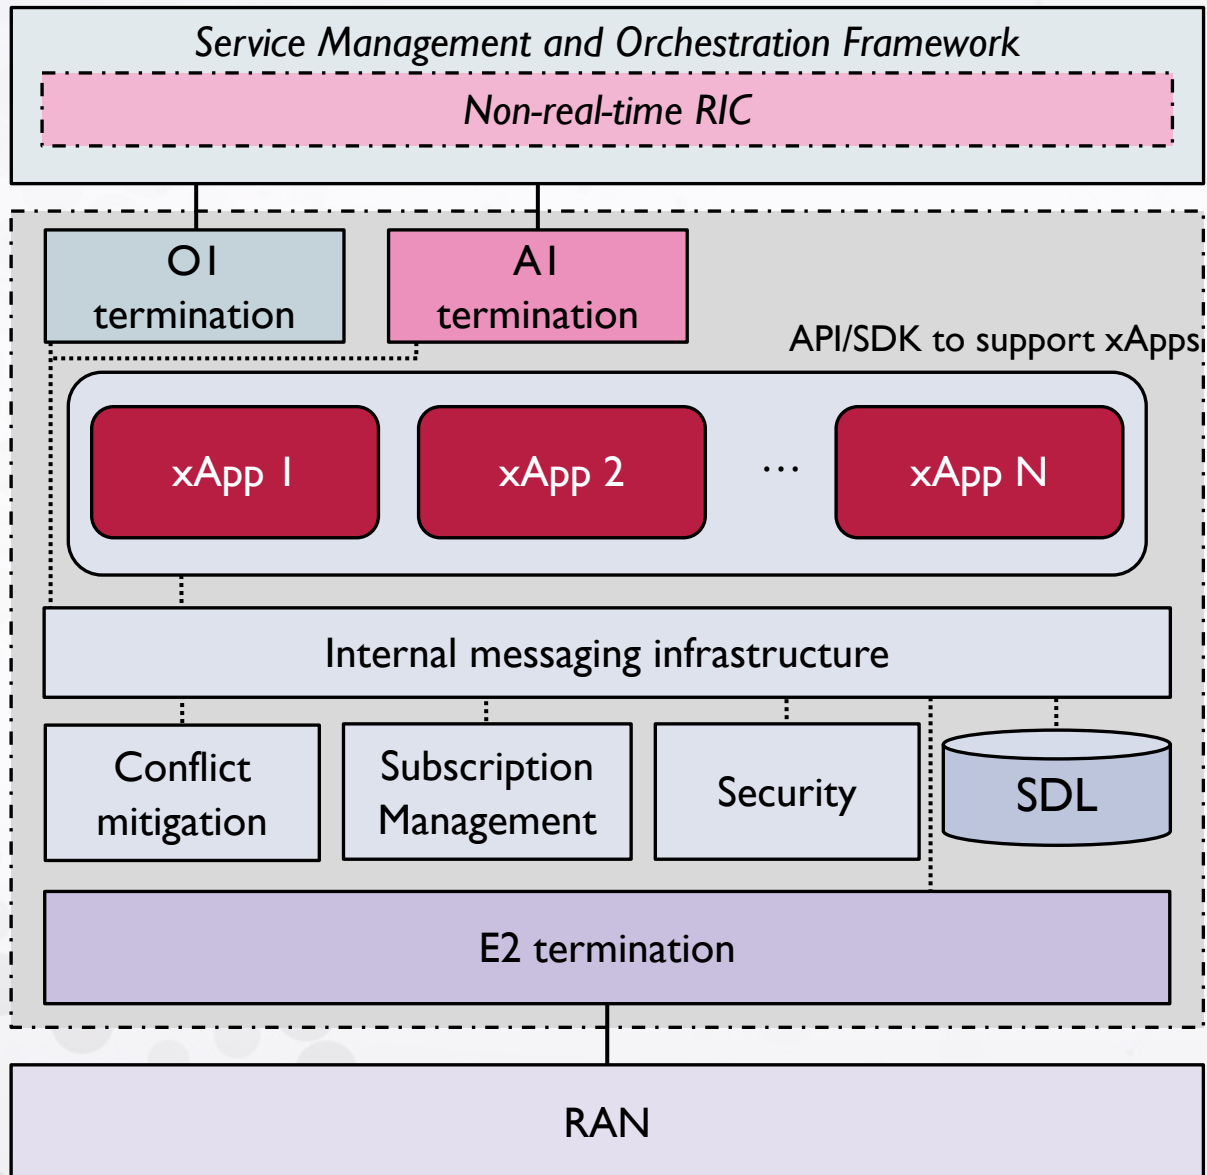 Service Management and Orchestration Framework
Non-real-time RIC
O1
termination
A1
termination
API/SDK to support xApps
xApp 1
xApp 2
...
xApp N
Internal messaging infrastructure
Conflict
mitigation
Subscription
Management
Security
SDL
E2 termination
RAN